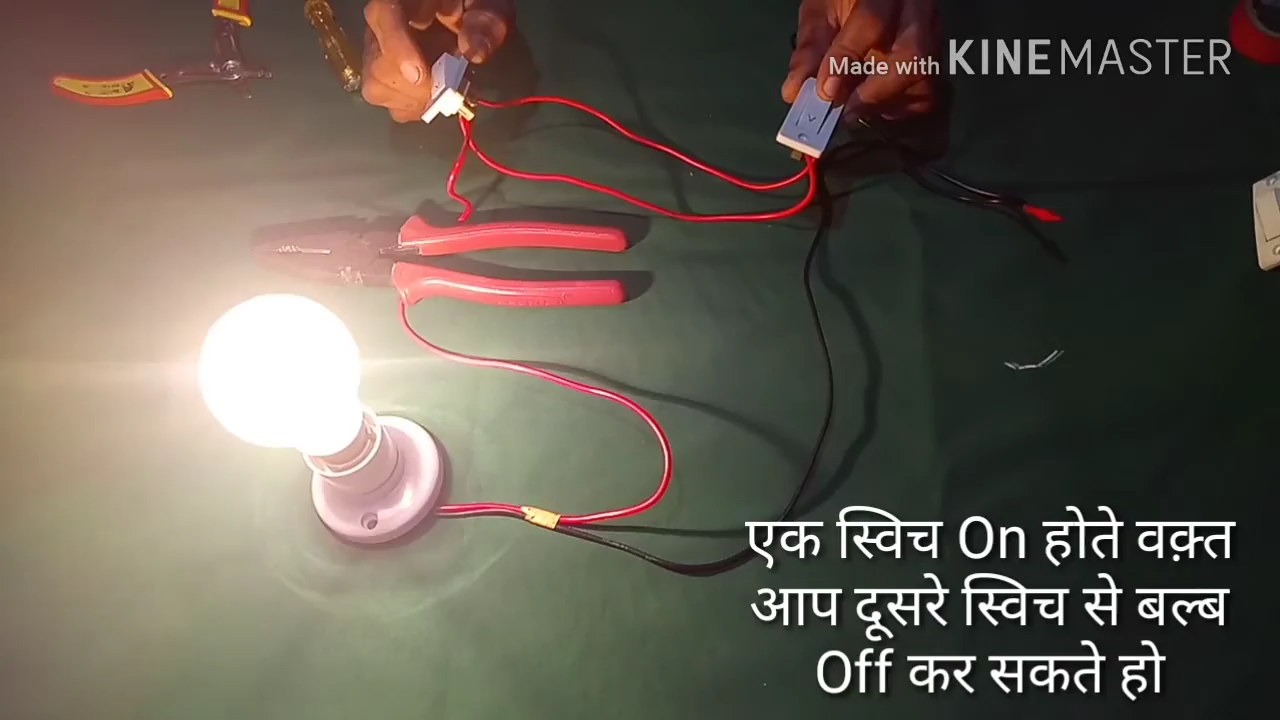 Made with KINEMASTER
एक स्विच On होते वक़्त
आप दूसरे स्विच से बल्ब
Off कर सकते हो